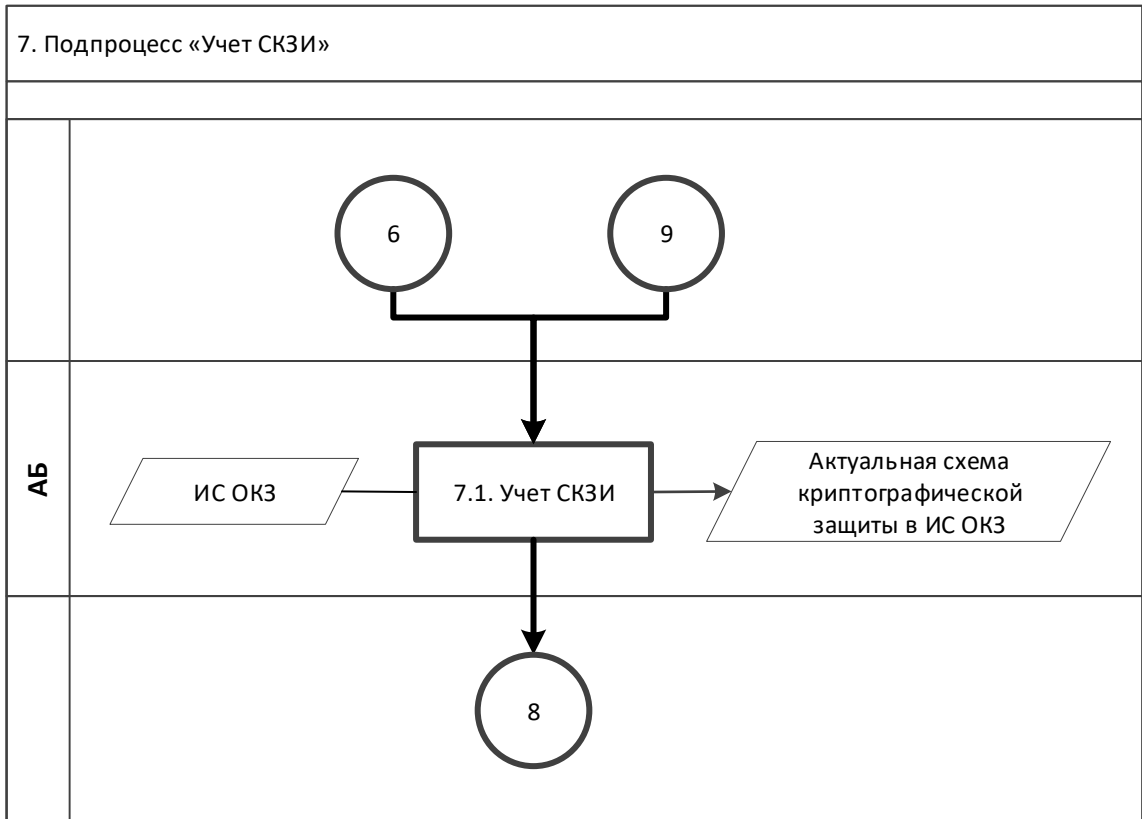 7. Подпроцесс «Учет СКЗИ»
6
9
АБ
ИС ОКЗ
7.1. Учет СКЗИ
Актуальная схема
криптографической
защиты в ИС ОКЗ
8